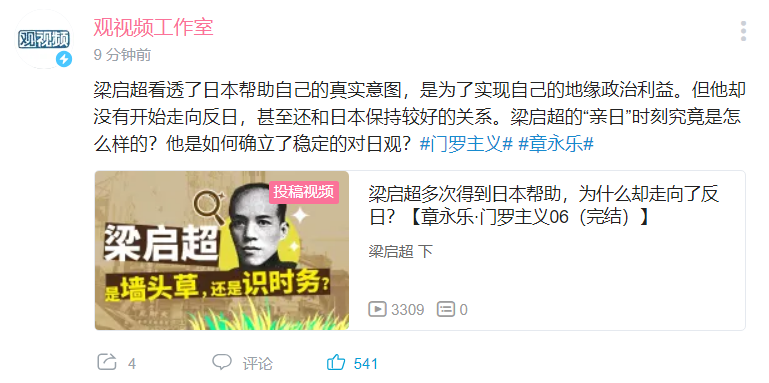 观视频
观视频工作室
9 分钟前
梁启超看透了日本帮助自己的真实意图，是为了实现自己的地缘政治利益。但他却
没有开始走向反日，甚至还和日本保持较好的关系。梁启超的“亲日”时刻究竟是怎
么样的？他是如何确立了稳定的对日观？#门罗主义# #章永乐#
投稿视频
梁启超
是墙头草，还是识时务？
梁启超多次得到日本帮助，为什么却走向了反
日？【章永乐·门罗主义06（完结）】
梁启超 下
3309 0
4 评论 541